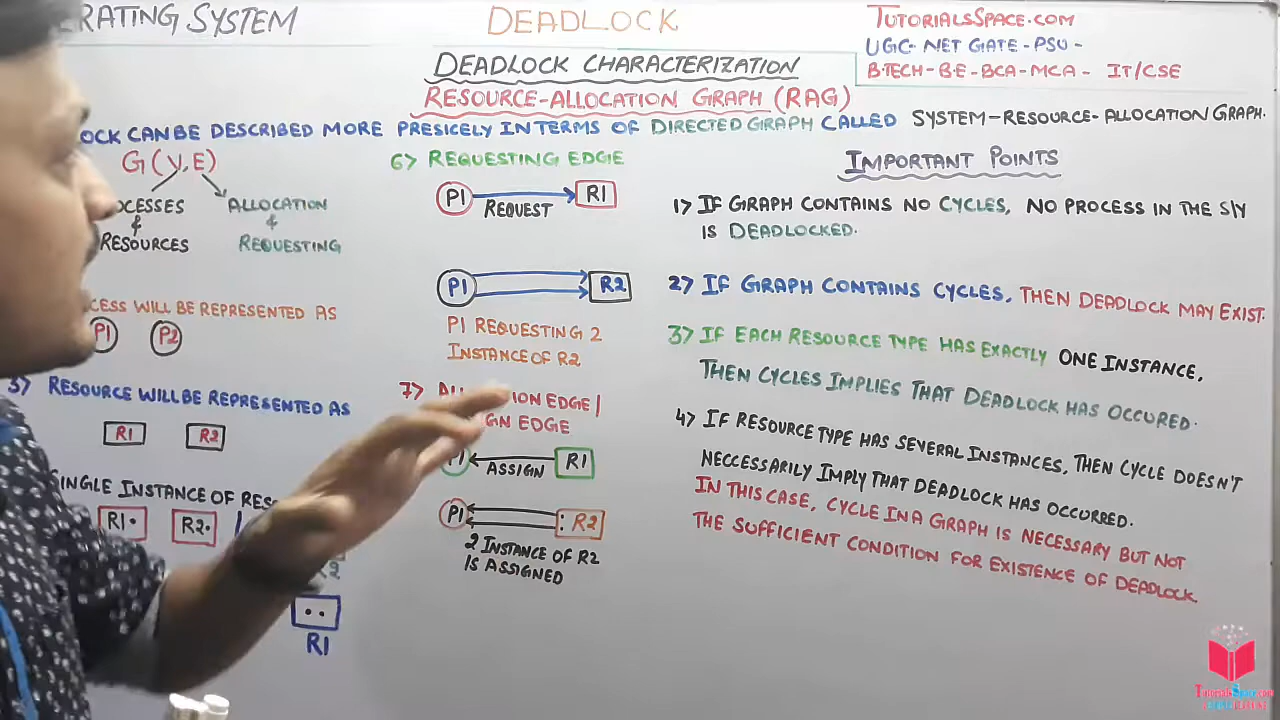 ERATING SYSTEM
DEADLOCK
TUTORIALSSPACE.COM
UGC-NET GATE-PSU-
B.TECH-B.E-BCA-MCA- IT/CSE
DEADLOCK CHARACTERIZATION
RESOURCE-ALLOCATION GRAPH (RAG)
LOCK CAN BE DESCRIBED MORE PRESICELY IN TERMS OF DIRECTED GRAPH CALLED SYSTEM-RESOURCE-ALLOCATION GRAPH.
G(V,E)
OCESSES
&
RESOURCES
ALLOCATION
&
REQUESTING
CESS WILL BE REPRESENTED AS
P1 P2
3> RESOURCE WILL BE REPRESENTED AS
R1 R2
SINGLE INSTANCE OF RES
R1. R2.
R1
6> REQUESTING EDGE
P1 R1
REQUEST
P1 R2
P1 REQUESTING 2
INSTANCE OF R2
7> ION EDGE |
GN EDGE
P1 R1
ASSIGN
P1 :R2
2 INSTANCE OF R2
IS ASSIGNED
IMPORTANT POINTS
1> IF GRAPH CONTAINS NO CYCLES, NO PROCESS IN THE S/Y
IS DEADLOCKED.
2> IF GRAPH CONTAINS CYCLES, THEN DEADLOCK MAY EXIST.
3> IF EACH RESOURCE TYPE HAS EXACTLY ONE INSTANCE,
THEN CYCLES IMPLIES THAT DEADLOCK HAS OCCURED.
4> IF RESOURCE TYPE HAS SEVERAL INSTANCES, THEN CYCLE DOESN'T
NECCESSARILY IMPLY THAT DEADLOCK HAS OCCURRED.
IN THIS CASE, CYCLE IN A GRAPH IS NECESSARY BUT NOT
THE SUFFICIENT CONDITION FOR EXISTENCE OF DEADLOCK.
TutorialsSpace.com